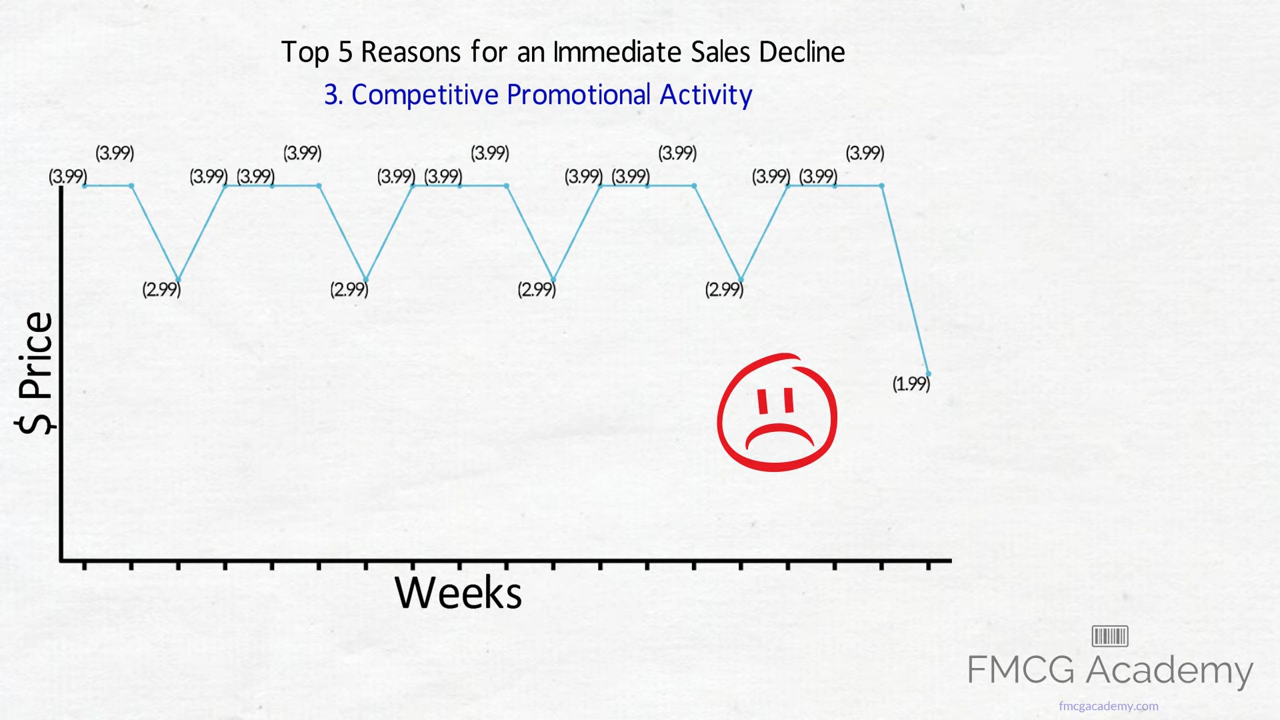 Top 5 Reasons for an Immediate Sales Decline
3. Competitive Promotional Activity
(3.99) (3.99) (3.99) (3.99) (3.99)
(3.99) (3.99) (3.99) (3.99) (3.99) (3.99) (3.99) (3.99) (3.99)
(2.99) (2.99) (2.99) (2.99)
(1.99)
$ Price
Weeks
FMCG Academy
fmcgacademy.com